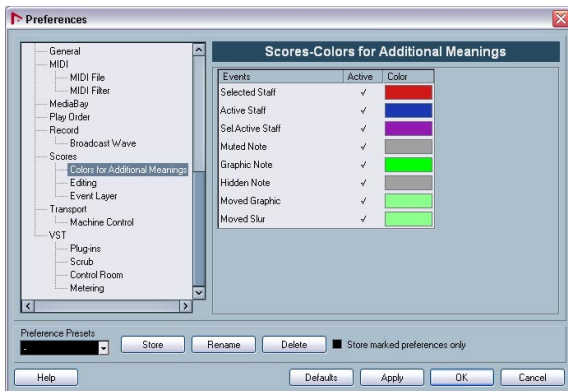 Preferences
General
MIDI
MIDI File
MIDI Filter
MediaBay
Play Order
Record
Broadcast Wave
Scores
Colors for Additional Meanings
Editing
Event Layer
Transport
Machine Control
VST
Plug-ins
Scrub
Control Room
Metering
Scores-Colors for Additional Meanings
Events Active Color
Selected Staff
Active Staff
Sel.Active Staff
Muted Note
Graphic Note
Hidden Note
Moved Graphic
Moved Slur
Preference Presets
-
Store Rename Delete Store marked preferences only
Help Defaults Apply OK Cancel